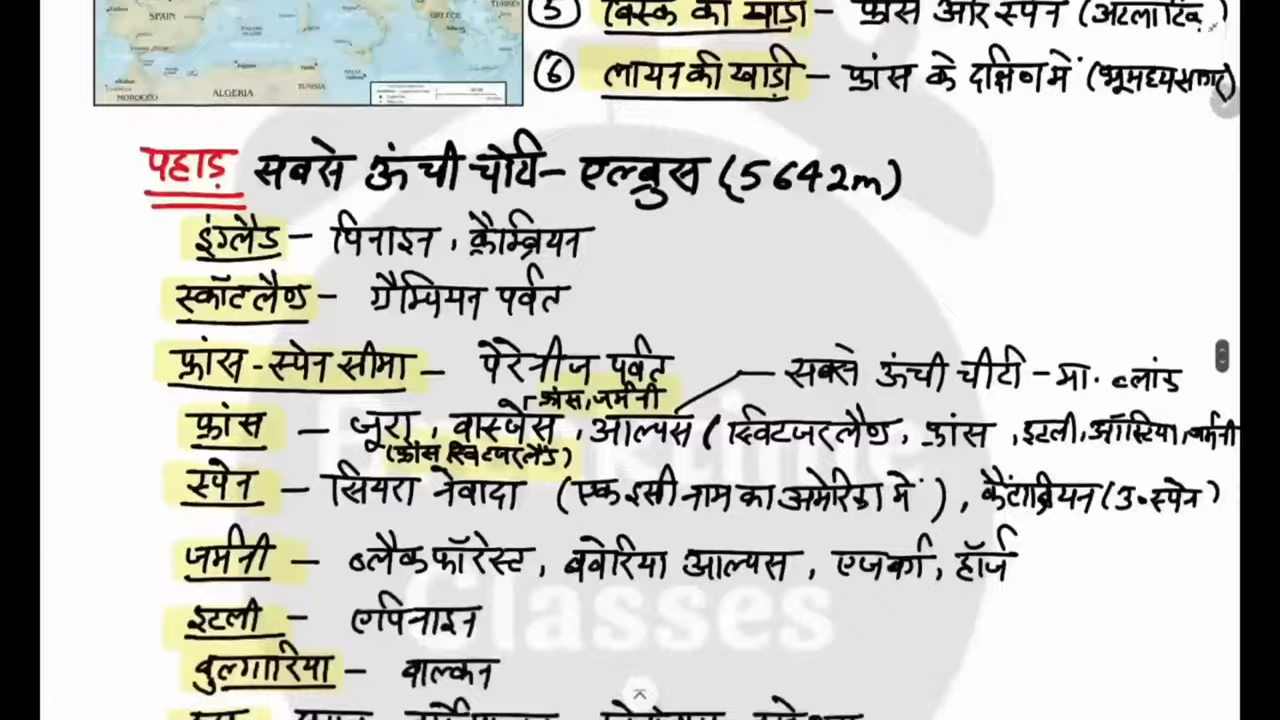 SPAIN GREECE TURKEY
MOROCCO ALGERIA TUNISIA
5 बिस्के की खाड़ी – फ्रांस और स्पेन (अटलांटिक)
6 लायन की खाड़ी – फ्रांस के दक्षिण में (भूमध्यसागर)
पहाड़ सबसे ऊंची चोटी – एल्ब्रुस (5642m)
इंग्लैंड – पिनाइन, कैम्ब्रियन
स्कॉटलैण्ड – ग्रैम्पियन पर्वत
फ्रांस-स्पेन सीमा – पेरेनीज पर्वत
सबसे ऊंची चोटी – मा. ब्लांड
फ्रांस, जर्मनी
फ्रांस – जूरा, वास्जेस, आल्पस (स्विटजरलैण्ड, फ्रांस, इटली, ऑस्ट्रिया, जर्मनी
(फ्रांस स्विटजरलैंड)
स्पेन – सियरा नेवादा (एक इसी नाम का अमेरिका में), कैंटाब्रियन (उ॰स्पेन)
जर्मनी – ब्लैक फॉरेस्ट, बवेरिया आल्पस, एजबर्ग, हॉर्ज
इटली – एपिनाइन
बुल्गारिया – बाल्कन
Classes